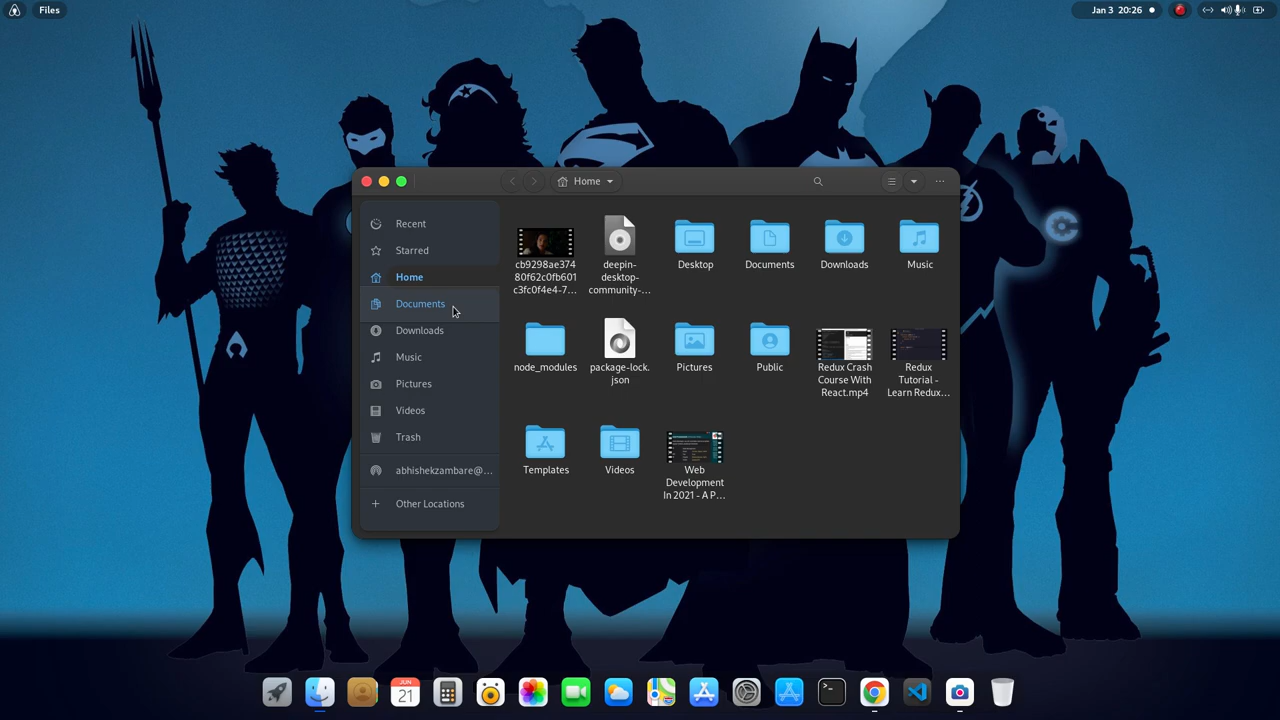 Files
Jan 3 20:26
Home
Recent
Starred
Home
Documents
Downloads
Music
Pictures
Videos
Trash
abhishekzambare@...
Other Locations
cb9298ae374
80f62c0fb601
c3fc0f4e4-7...
deepin-
desktop-
community-...
Desktop
Documents
Downloads
Music
node_modules
package-lock.
json
Pictures
Public
Redux Crash
Course With
React.mp4
Redux
Tutorial -
Learn Redux...
Templates
Videos
Web
Development
In 2021 - A P...
JUN
21
>_